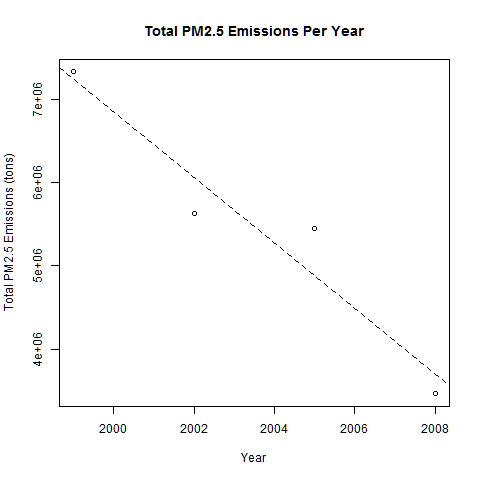 Total PM2.5 Emissions Per Year
Total PM2.5 Emissions (tons)
7e+06
6e+06
5e+06
4e+06
2000 2002 2004 2006 2008
Year